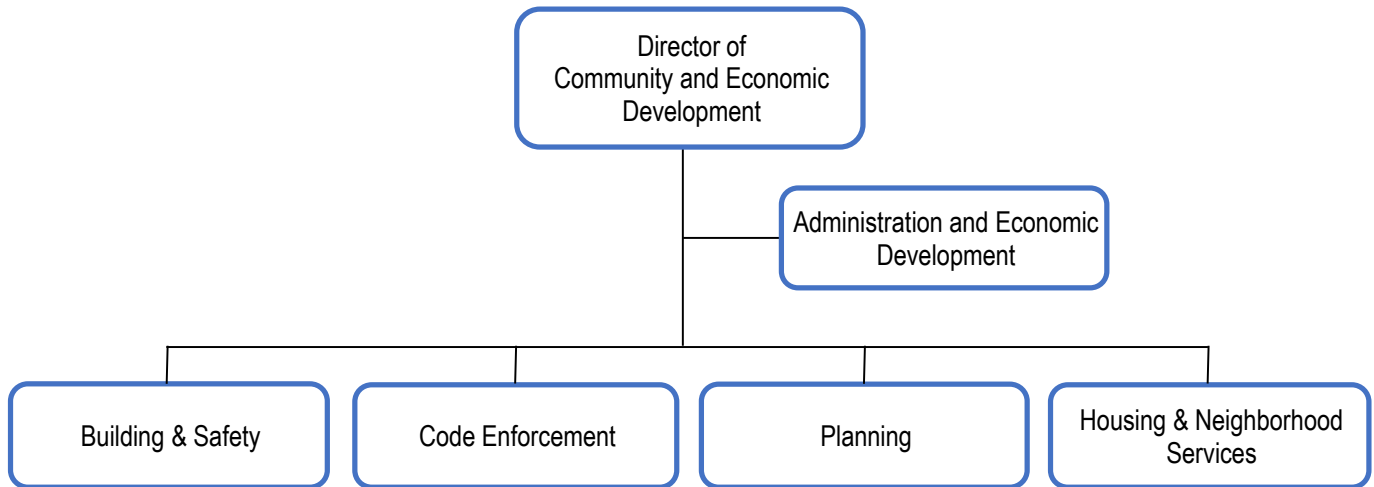 Director of
Community and Economic
Development
Administration and Economic
Development
Building & Safety
Code Enforcement
Planning
Housing & Neighborhood
Services